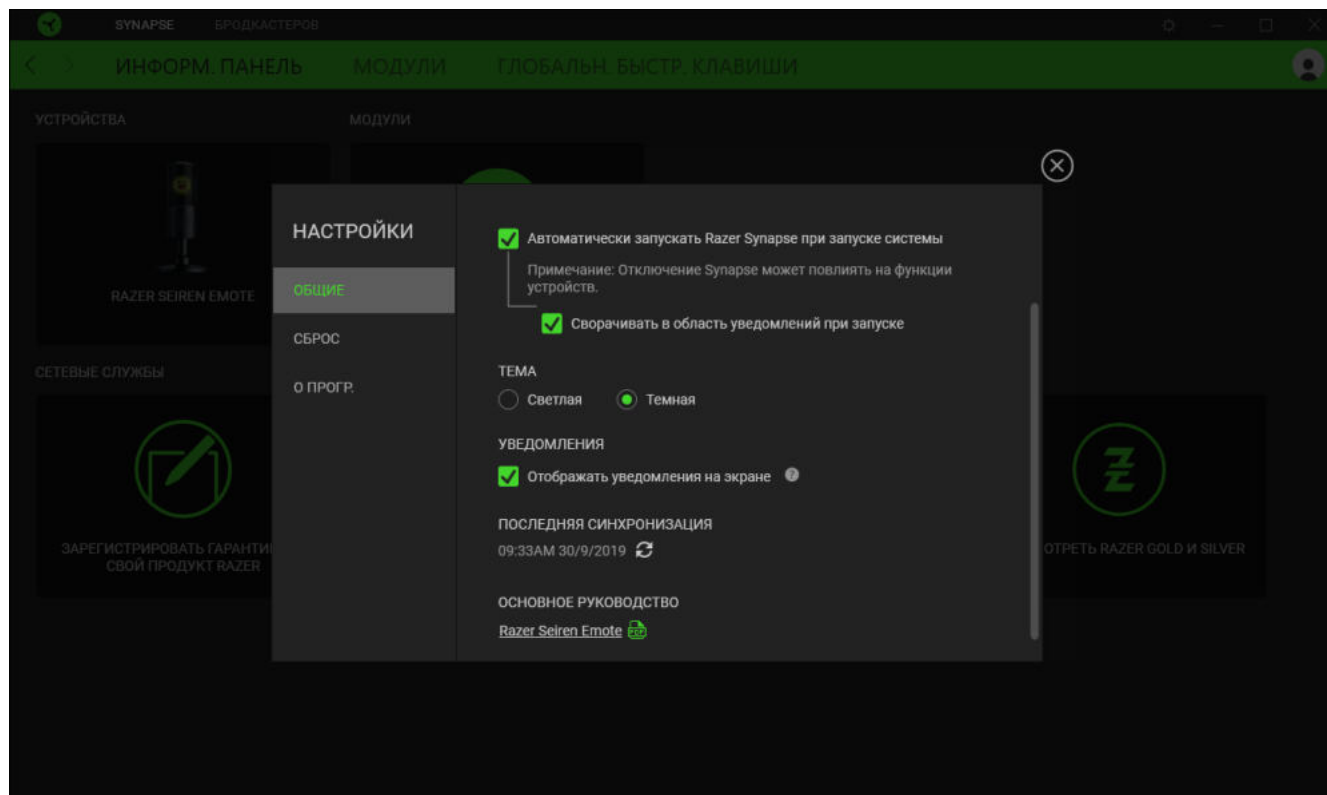 SYNAPSE БРОДКАСТЕРОВ
ИНФОРМ. ПАНЕЛЬ МОДУЛИ ГЛОБАЛЬН. БЫСТР. КЛАВИШИ
УСТРОЙСТВА МОДУЛИ
RAZER SEIREN EMOTE
СЕТЕВЫЕ СЛУЖБЫ
ЗАРЕГИСТРИРОВАТЬ ГАРАНТИ
СВОЙ ПРОДУКТ RAZER
НАСТРОЙКИ
ОБЩИЕ
СБРОС
О ПРОГР.
Автоматически запускать Razer Synapse при запуске системы
Примечание: Отключение Synapse может повлиять на функции
устройств.
Сворачивать в область уведомлений при запуске
ТЕМА
Светлая Темная
УВЕДОМЛЕНИЯ
Отображать уведомления на экране ?
ПОСЛЕДНЯЯ СИНХРОНИЗАЦИЯ
09:33AM 30/9/2019
ОСНОВНОЕ РУКОВОДСТВО
Razer Seiren Emote PDF
ОТРЕТЬ RAZER GOLD И SILVER